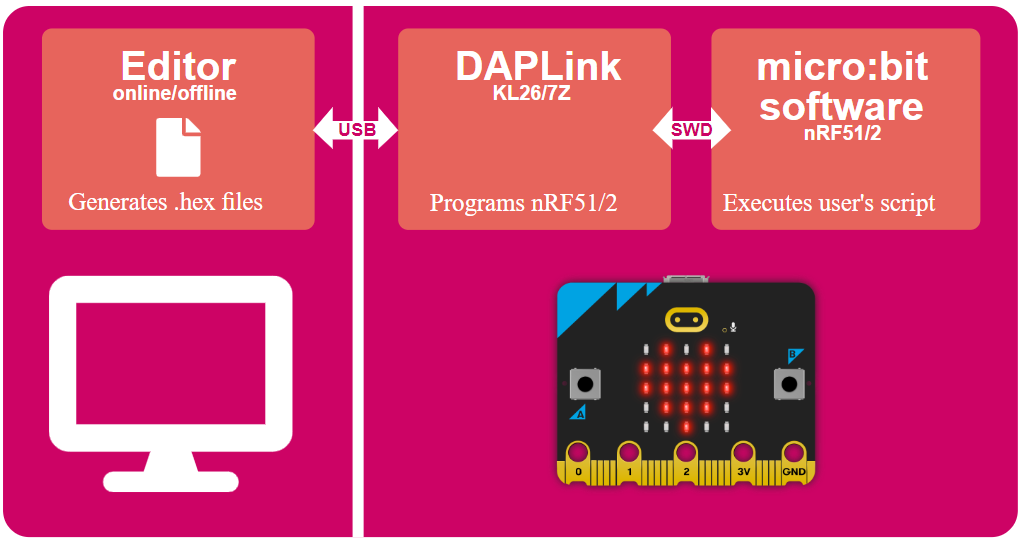 Editor
online/offline
Generates .hex files
USB
DAPLink
KL26/7Z
Programs nRF51/2
SWD
micro:bit
software
nRF51/2
Executes user's script
A
B
0
1
2
3V
GND